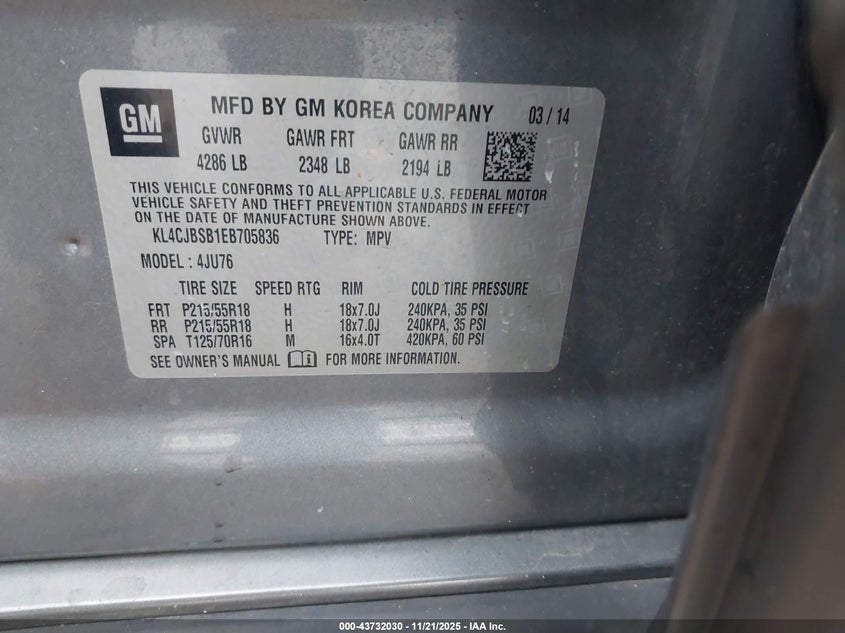 GM
MFD BY GM KOREA COMPANY 03 / 14
GVWR GAWR FRT GAWR RR
4286 LB 2348 LB 2194 LB
THIS VEHICLE CONFORMS TO ALL APPLICABLE U.S. FEDERAL MOTOR
VEHICLE SAFETY AND THEFT PREVENTION STANDARDS IN EFFECT
ON THE DATE OF MANUFACTURE SHOWN ABOVE.
KL4CJBSB1EB705836 TYPE: MPV
MODEL : 4JU76
TIRE SIZE SPEED RTG RIM COLD TIRE PRESSURE
FRT P215/55R18 H 18x7.0J 240KPA, 35 PSI
RR P215/55R18 H 18x7.0J 240KPA, 35 PSI
SPA T125/70R16 M 16x4.0T 420KPA, 60 PSI
SEE OWNER'S MANUAL FOR MORE INFORMATION.
000-43732030 - 11/21/2025 - IAA Inc.